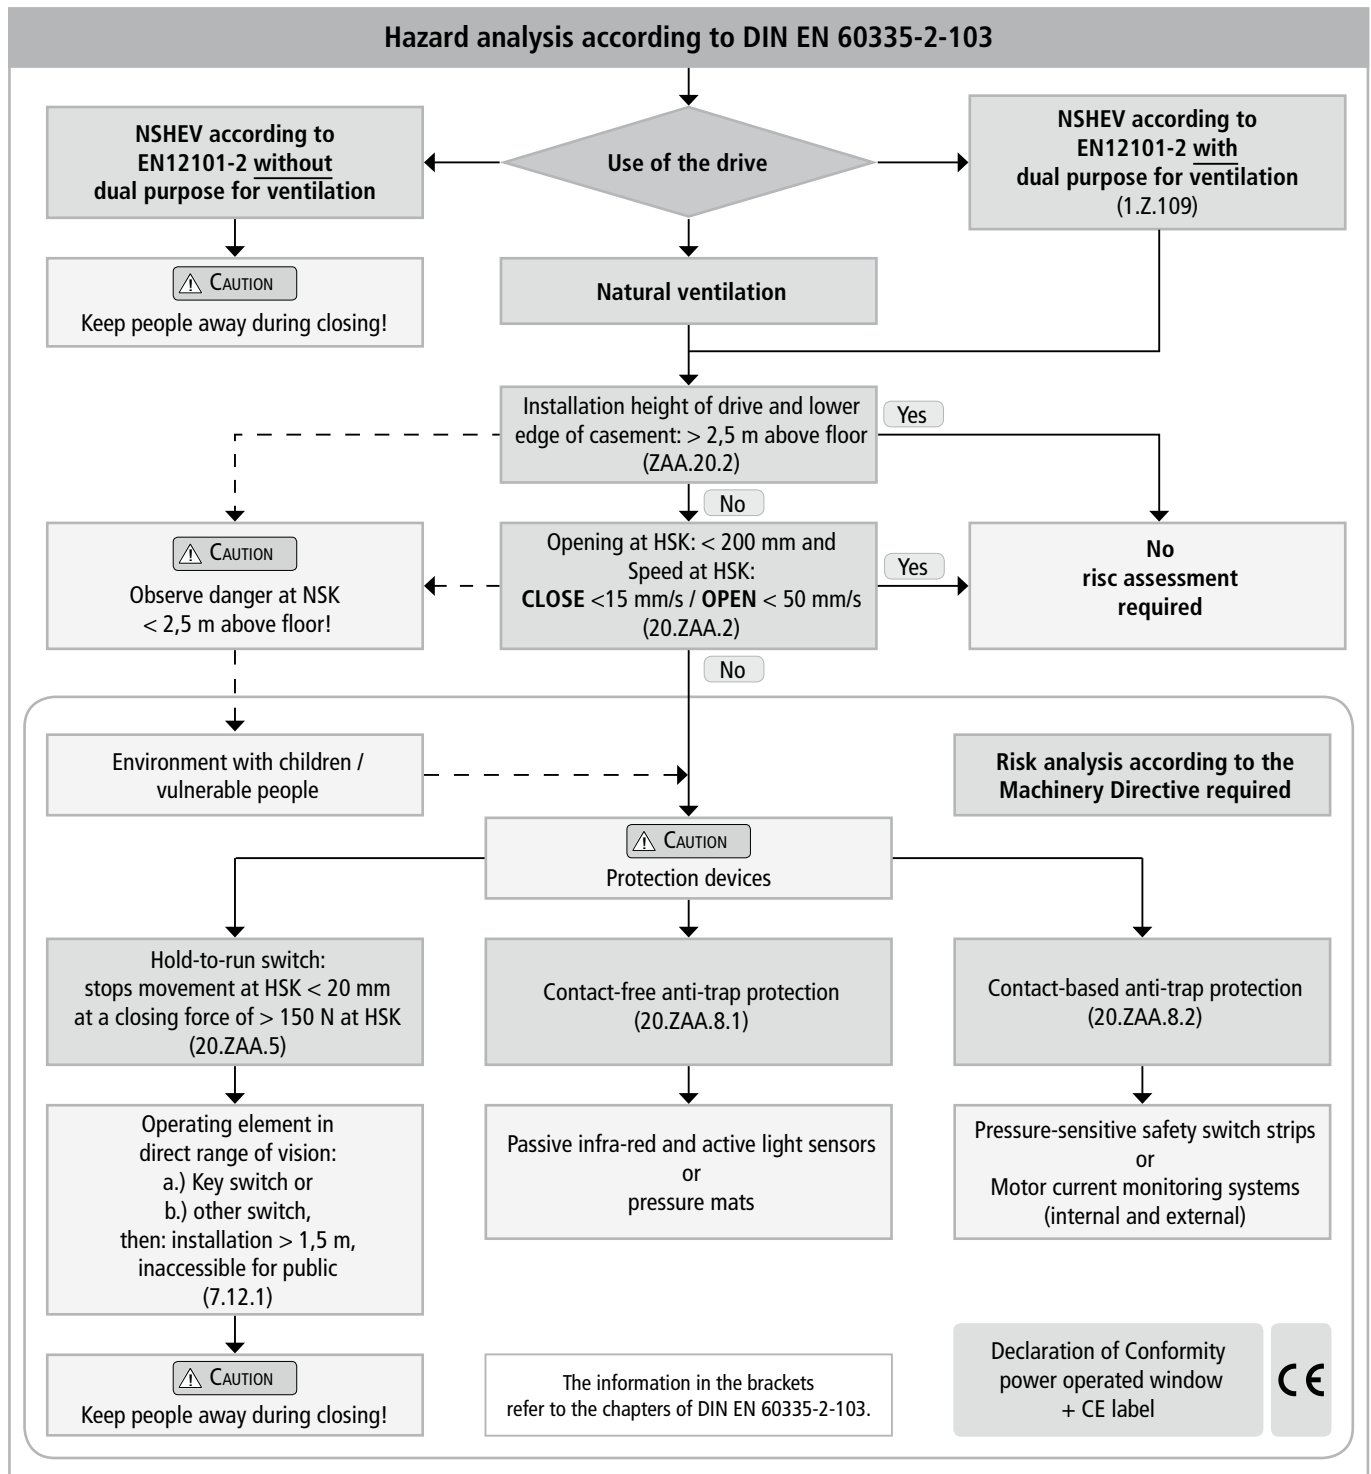 Hazard analysis according to DIN EN 60335-2-103
NSHEV according to
EN12101-2 without
dual purpose for ventilation
Use of the drive
NSHEV according to
EN12101-2 with
dual purpose for ventilation
(1.Z.109)
CAUTION
Keep people away during closing!
Natural ventilation
Installation height of drive and lower
edge of casement: > 2,5 m above floor
(ZAA.20.2)
Yes
No
CAUTION
Observe danger at NSK
< 2,5 m above floor!
Opening at HSK: < 200 mm and
Speed at HSK:
CLOSE <15 mm/s / OPEN < 50 mm/s
(20.ZAA.2)
Yes
No
risc assessment
required
No
Environment with children /
vulnerable people
Risk analysis according to the
Machinery Directive required
CAUTION
Protection devices
Hold-to-run switch:
stops movement at HSK < 20 mm
at a closing force of > 150 N at HSK
(20.ZAA.5)
Contact-free anti-trap protection
(20.ZAA.8.1)
Contact-based anti-trap protection
(20.ZAA.8.2)
Operating element in
direct range of vision:
a.) Key switch or
b.) other switch,
then: installation > 1,5 m,
inaccessible for public
(7.12.1)
Passive infra-red and active light sensors
or
pressure mats
Pressure-sensitive safety switch strips
or
Motor current monitoring systems
(internal and external)
CAUTION
Keep people away during closing!
The information in the brackets
refer to the chapters of DIN EN 60335-2-103.
Declaration of Conformity
power operated window
+ CE label
CE